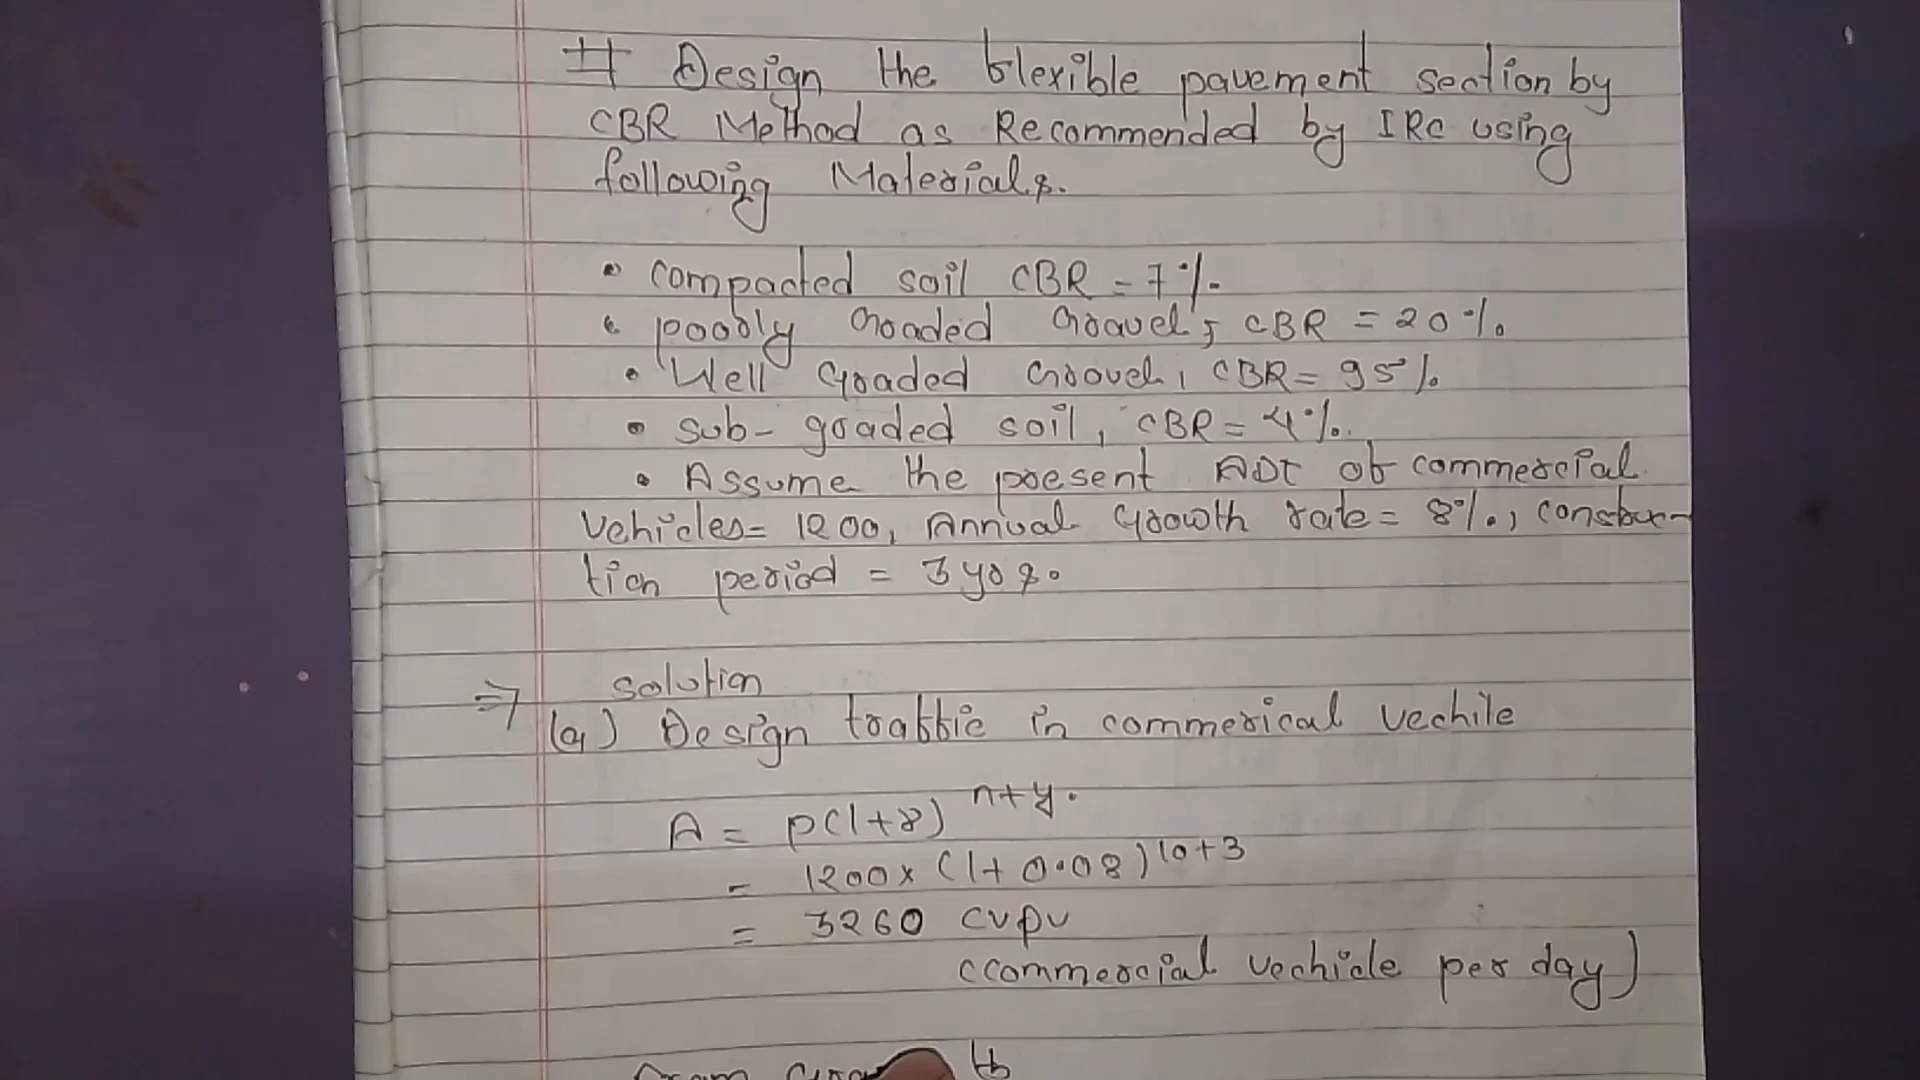 # Design the flexible pavement section by
CBR Method as Recommended by IRC using
following Materials.
• compacted soil CBR = 7%.
• poorly Graded Gravel, CBR = 20%.
• Well Graded Gravel, CBR = 95%.
• sub-graded soil, CBR = 4%.
• Assume the present ADT of commercial
Vehicles = 1200, Annual Growth rate = 8%., construc-
tion period = 3 yrs.
⇒ solution
(a) Design traffic in commerical vechile
A = P(1+r)^n+y.
= 1200 x (1+0.08)^10+3
= 3260 cvpv
(commercial vechicle per day)